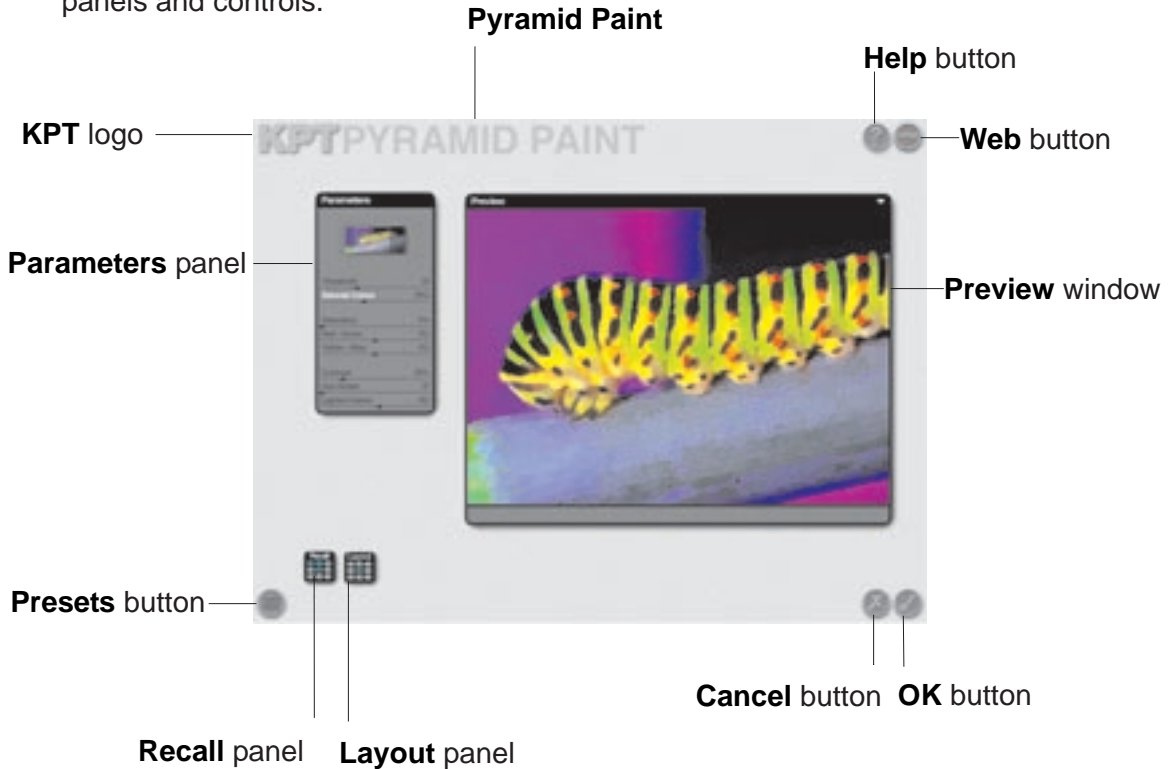 panels and controls.
Pyramid Paint
Help button
KPT logo
KPTPYRAMID PAINT
Web button
Parameters
Preview
Parameters panel
Preview window
Presets button
Cancel button OK button
Recall panel Layout panel